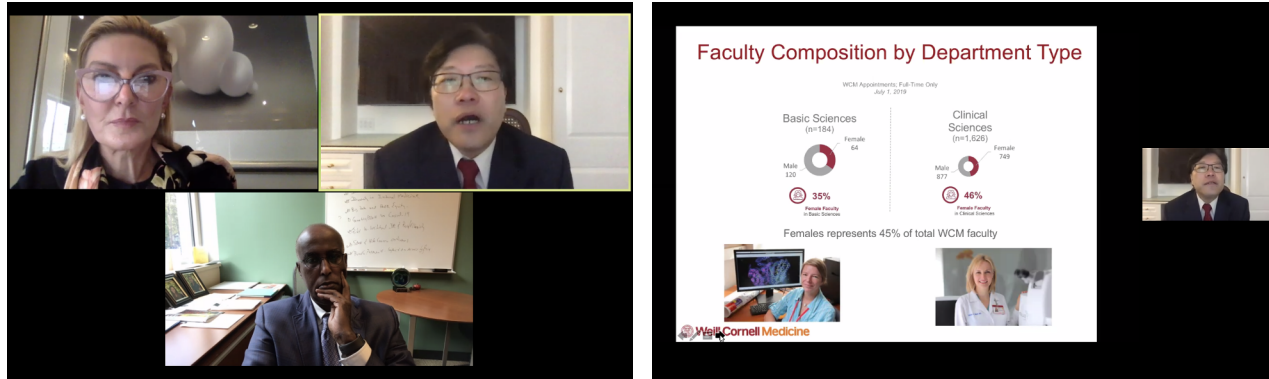 Faculty Composition by Department Type
WCM Appointments; Full-Time Only
July 1, 2019
Basic Sciences
(n=184)
Female
64
Male
120
35%
Female Faculty
in Basic Sciences
Clinical
Sciences
(n=1,626)
Female
749
Male
877
46%
Female Faculty
in Clinical Sciences
Females represents 45% of total WCM faculty
Weill Cornell Medicine